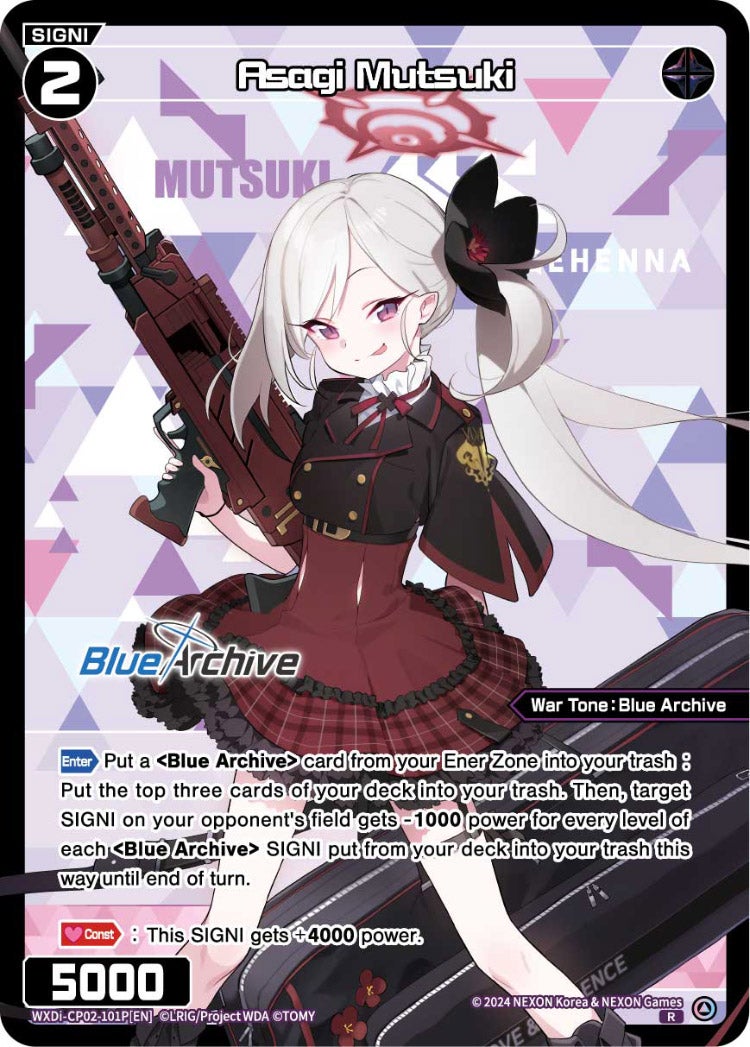 SIGNI
2
Asagi Mutsuki
MUTSUKI
EHENNA
Blue Archive
War Tone:Blue Archive
Enter Put a <Blue Archive> card from your Ener Zone into your trash :
Put the top three cards of your deck into your trash. Then, target
SIGNI on your opponent's field gets -1000 power for every level of
each <Blue Archive> SIGNI put from your deck into your trash this
way until end of turn.
Const : This SIGNI gets +4000 power.
5000
WXDi-CP02-101P[EN] ©LRIG/Project WDA ©TOMY
© 2024 NEXON Korea & NEXON Games
R